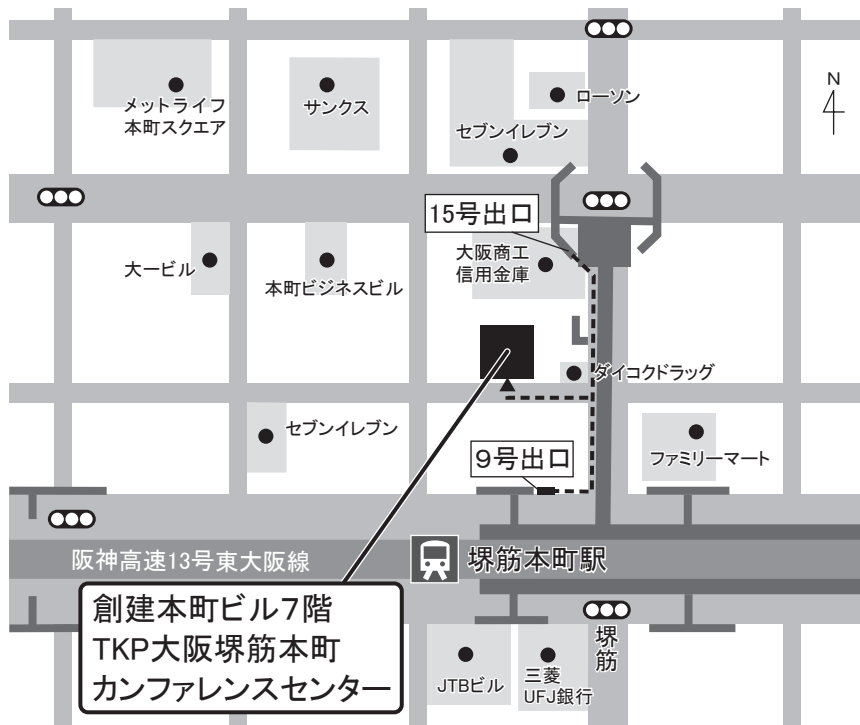 N
メットライフ
本町スクエア
サンクス
ローソン
セブンイレブン
15号出口
大阪商工
信用金庫
大一ビル
本町ビジネスビル
ダイコクドラッグ
セブンイレブン
9号出口
ファミリーマート
阪神高速13号東大阪線
堺筋本町駅
創建本町ビル7階
TKP大阪堺筋本町
カンファレンスセンター
JTBビル
三菱
UFJ銀行
堺筋